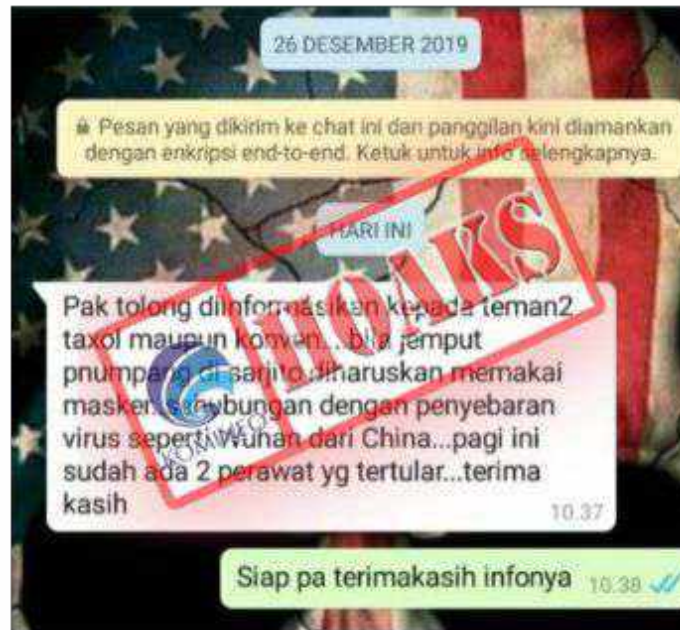 26 DESEMBER 2019
Pesan yang dikirim ke chat ini dan panggilan kini diamankan
dengan enkripsi end-to-end. Ketuk untuk info selengkapnya.
HARI INI
HOAKS
Pak tolong diinformasikan kepada teman2
taxol maupun konven....bila jemput
pnumpang di sarjito diharuskan memakai
masker..sehubungan dengan penyebaran
virus seperti Wuhan dari China...pagi ini
sudah ada 2 perawat yg tertular...terima
kasih
KOMINFO
10.37
Siap pa terimakasih infonya 10.38